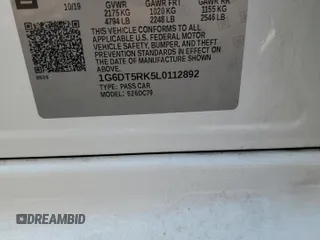 10/19
GVWR
GAWR FRT
GAWR RR
2175 KG
1020 KG
1155 KG
4794 LB
2248 LB
2546 LB
THIS VEHICLE CONFORMS TO ALL
APPLICABLE U.S. FEDERAL MOTOR
VEHICLE SAFETY, BUMPER, AND THEFT
PREVENTION STANDARDS IN EFFECT ON
THE DATE OF MANUFACTURE SHOWN ABOVE.
1G6DT5RK5L0112892
TYPE: PASS CAR
MODEL: 526DC79
DREAMBID